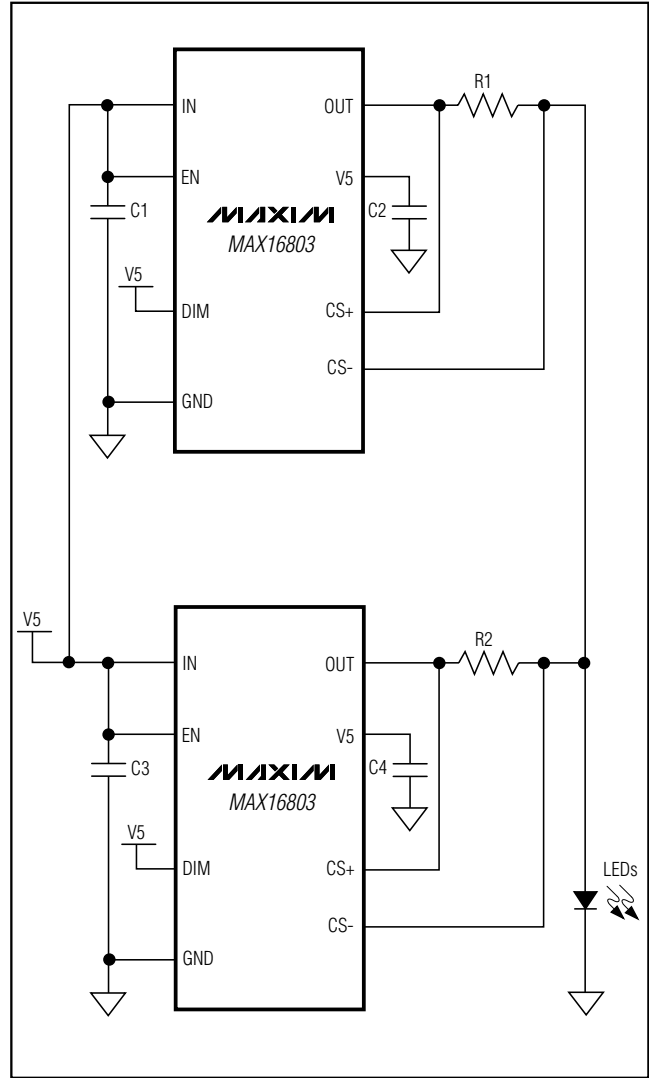 R1
IN
OUT
EN
V5
C1
C2
MAXIM
MAX16803
V5
DIM
CS+
CS-
GND
V5
R2
IN
OUT
EN
V5
C3
C4
MAXIM
MAX16803
V5
DIM
CS+
LEDs
CS-
GND